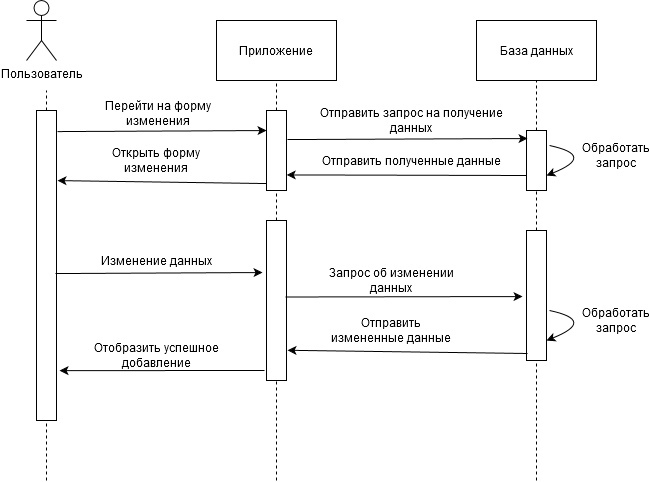 Пользователь
Приложение
База данных
Перейти на форму
изменения
Отправить запрос на получение
данных
Обработать
запрос
Отправить полученные данные
Открыть форму
изменения
Изменение данных
Запрос об изменении
данных
Обработать
запрос
Отправить
измененные данные
Отобразить успешное
добавление